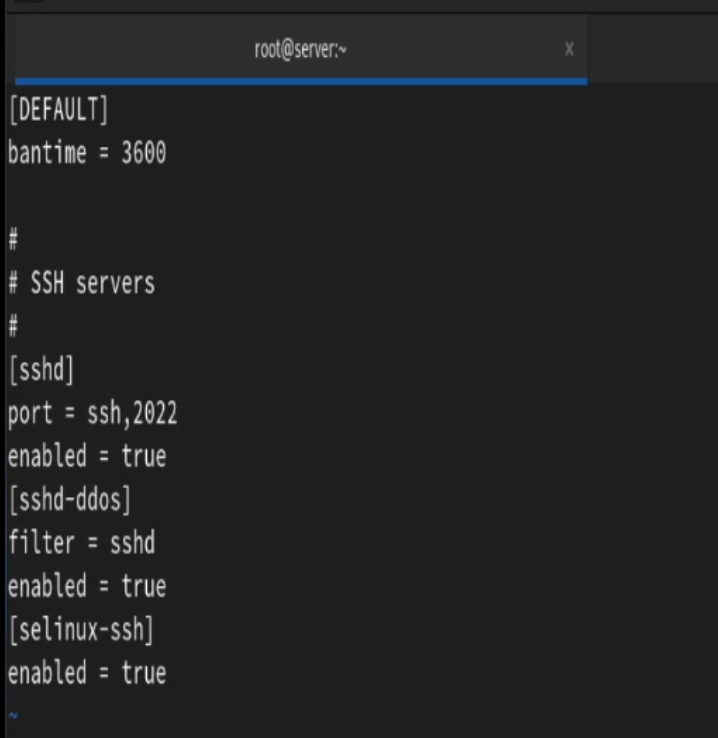 root@server:~ x
[DEFAULT]
bantime = 3600
#
# SSH servers
#
[sshd]
port = ssh,2022
enabled = true
[sshd-ddos]
filter = sshd
enabled = true
[selinux-ssh]
enabled = true
~